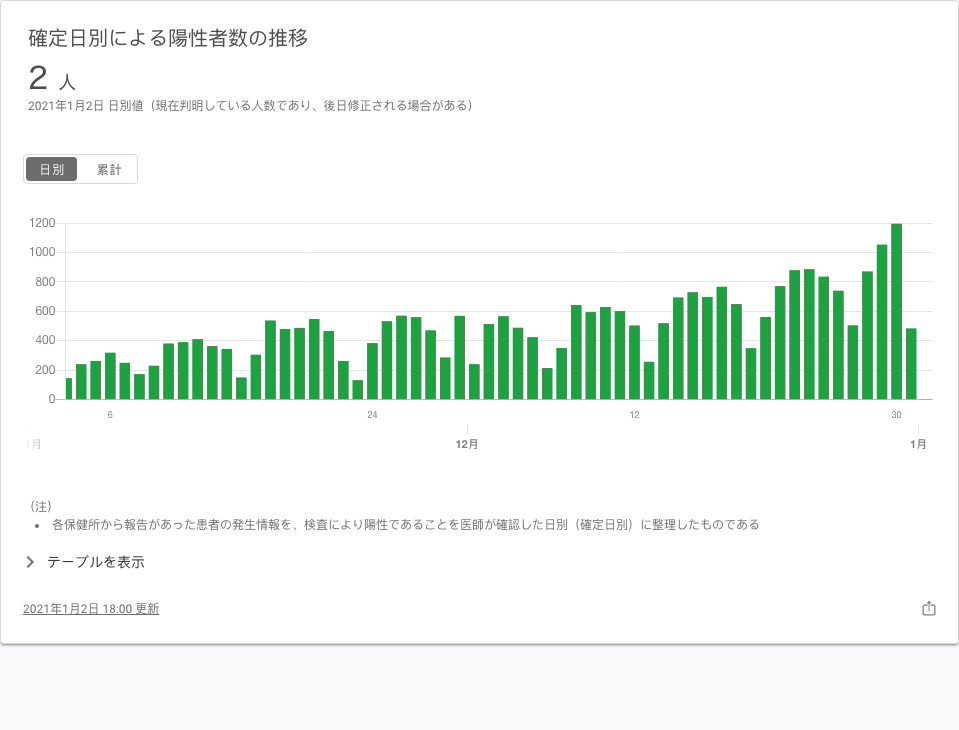 確定日別による陽性者数の推移
2 人
2021年1月2日 日別値（現在判明している人数であり、後日修正される場合がある）
日別 累計
1200
1000
800
600
400
200
0
6 24 12 30
月 12月 1月
（注）
• 各保健所から報告があった患者の発生情報を、検査により陽性であることを医師が確認した日別（確定日別）に整理したものである
テーブルを表示
2021年1月2日 18:00 更新